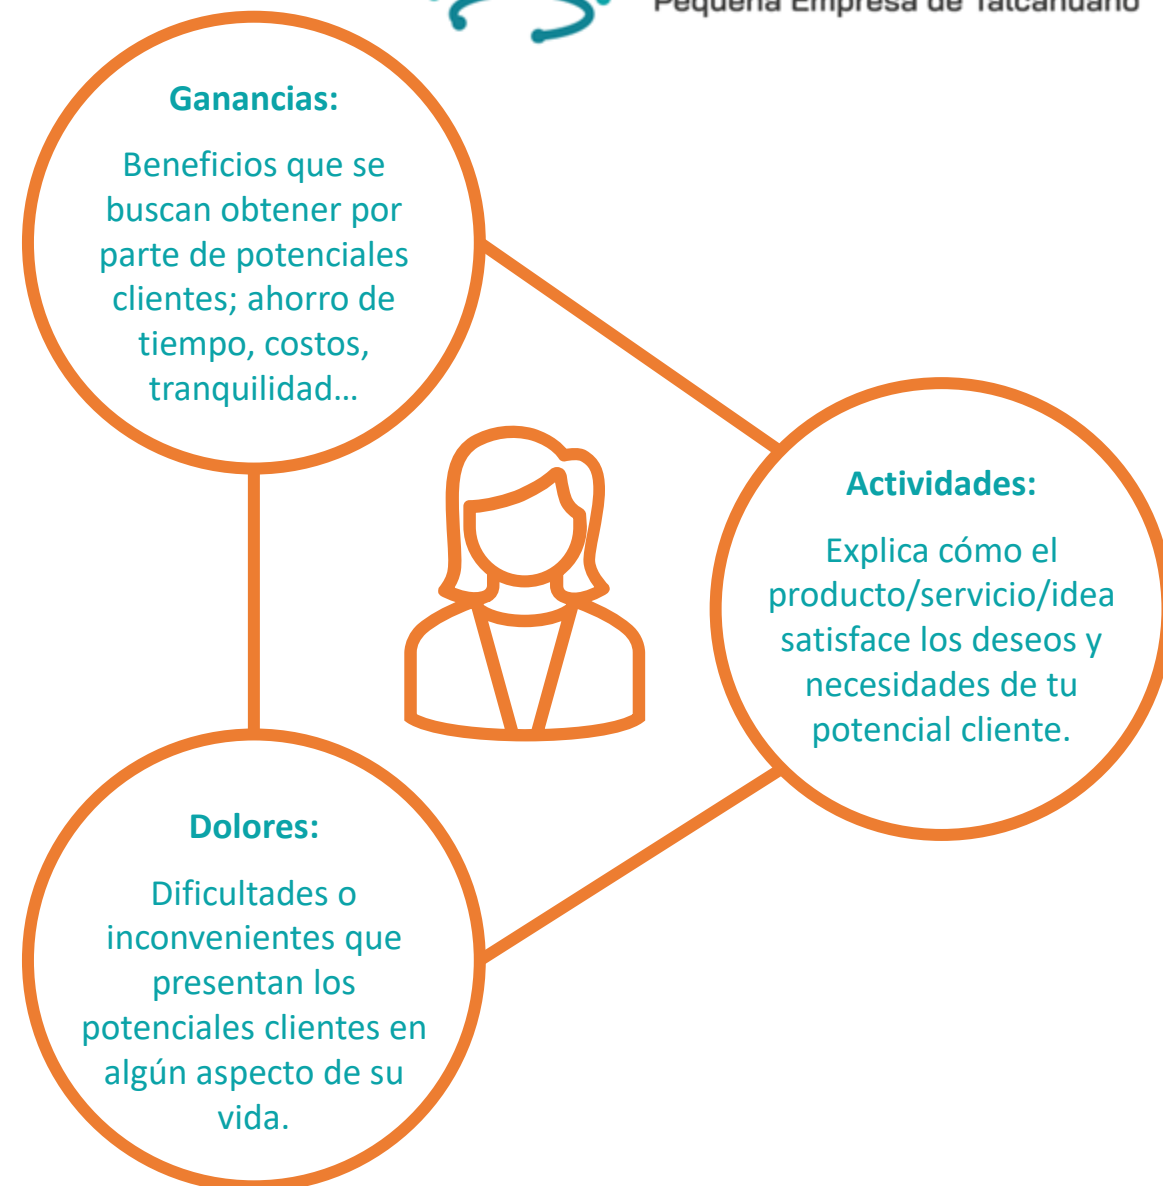 Pequeña Empresa de Talcahuano
Ganancias:
Beneficios que se
buscan obtener por
parte de potenciales
clientes; ahorro de
tiempo, costos,
tranquilidad...
Actividades:
Explica cómo el
producto/servicio/idea
satisface los deseos y
necesidades de tu
potencial cliente.
Dolores:
Dificultades o
inconvenientes que
presentan los
potenciales clientes en
algún aspecto de su
vida.